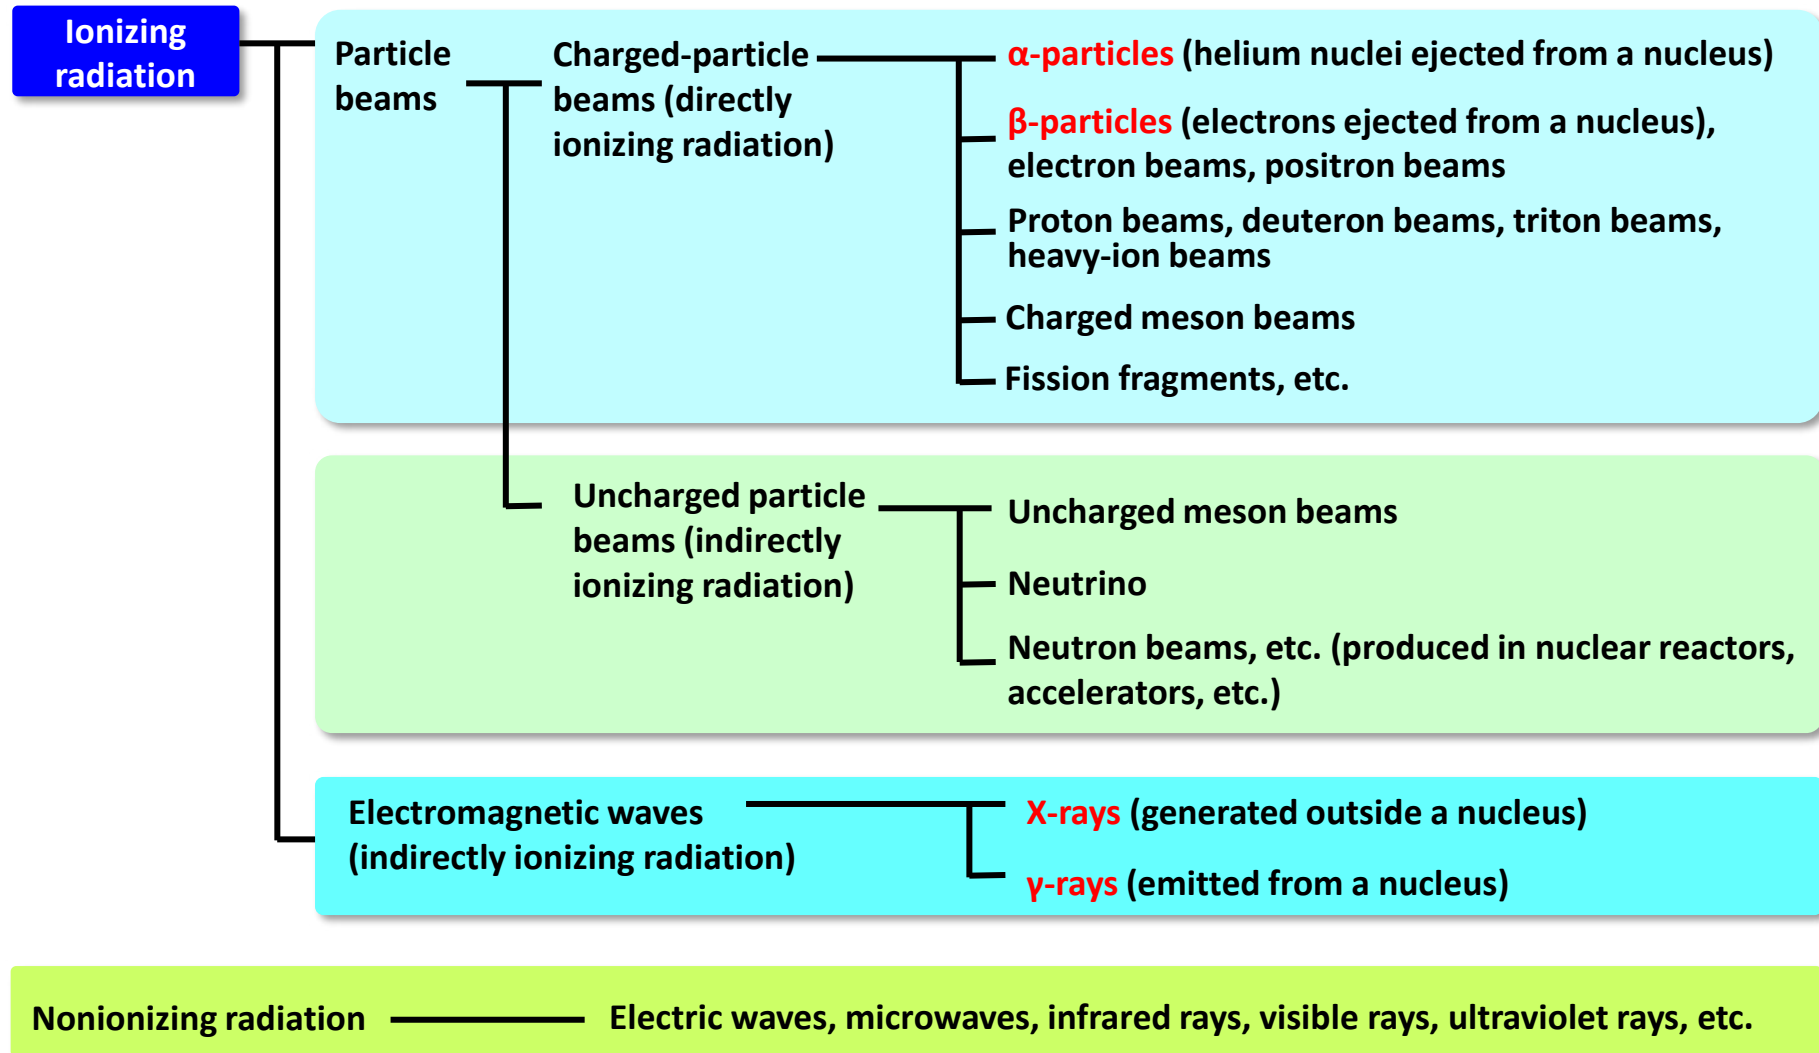 Ionizing
radiation
Particle
beams
Charged-particle
beams (directly
ionizing radiation)
α-particles (helium nuclei ejected from a nucleus)
β-particles (electrons ejected from a nucleus),
electron beams, positron beams
Proton beams, deuteron beams, triton beams,
heavy-ion beams
Charged meson beams
Fission fragments, etc.
Uncharged particle
beams (indirectly
ionizing radiation)
Uncharged meson beams
Neutrino
Neutron beams, etc. (produced in nuclear reactors,
accelerators, etc.)
Electromagnetic waves
(indirectly ionizing radiation)
X-rays (generated outside a nucleus)
γ-rays (emitted from a nucleus)
Nonionizing radiation
Electric waves, microwaves, infrared rays, visible rays, ultraviolet rays, etc.